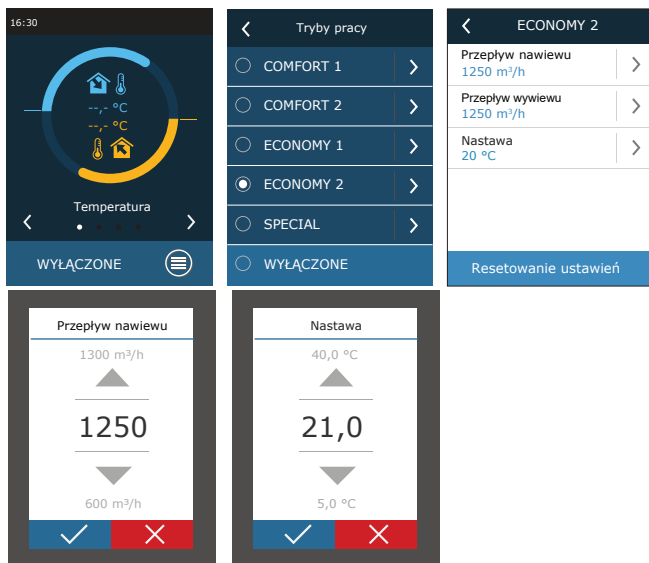 16:30
--,- °C
--,- °C
Temperatura
WYŁĄCZONE
Tryby pracy
COMFORT 1
COMFORT 2
ECONOMY 1
ECONOMY 2
SPECIAL
WYŁĄCZONE
ECONOMY 2
Przepływ nawiewu
1250 m³/h
Przepływ wywiewu
1250 m³/h
Nastawa
20 °C
Resetowanie ustawień
Przepływ nawiewu
1300 m³/h
1250
600 m³/h
Nastawa
40,0 °C
21,0
5,0 °C